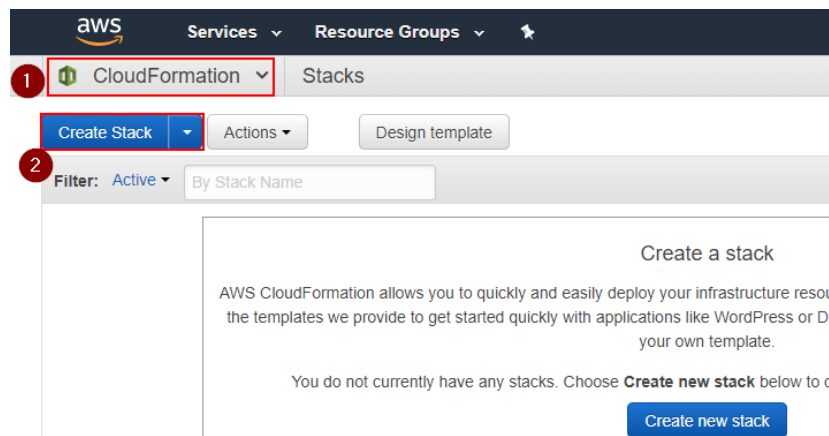 aws Services Resource Groups
1 CloudFormation Stacks
Create Stack Actions Design template
2
Filter: Active By Stack Name
Create a stack
AWS CloudFormation allows you to quickly and easily deploy your infrastructure
the templates we provide to get started quickly with applications like WordPress or
your own template.
You do not currently have any stacks. Choose Create new stack below to
Create new stack